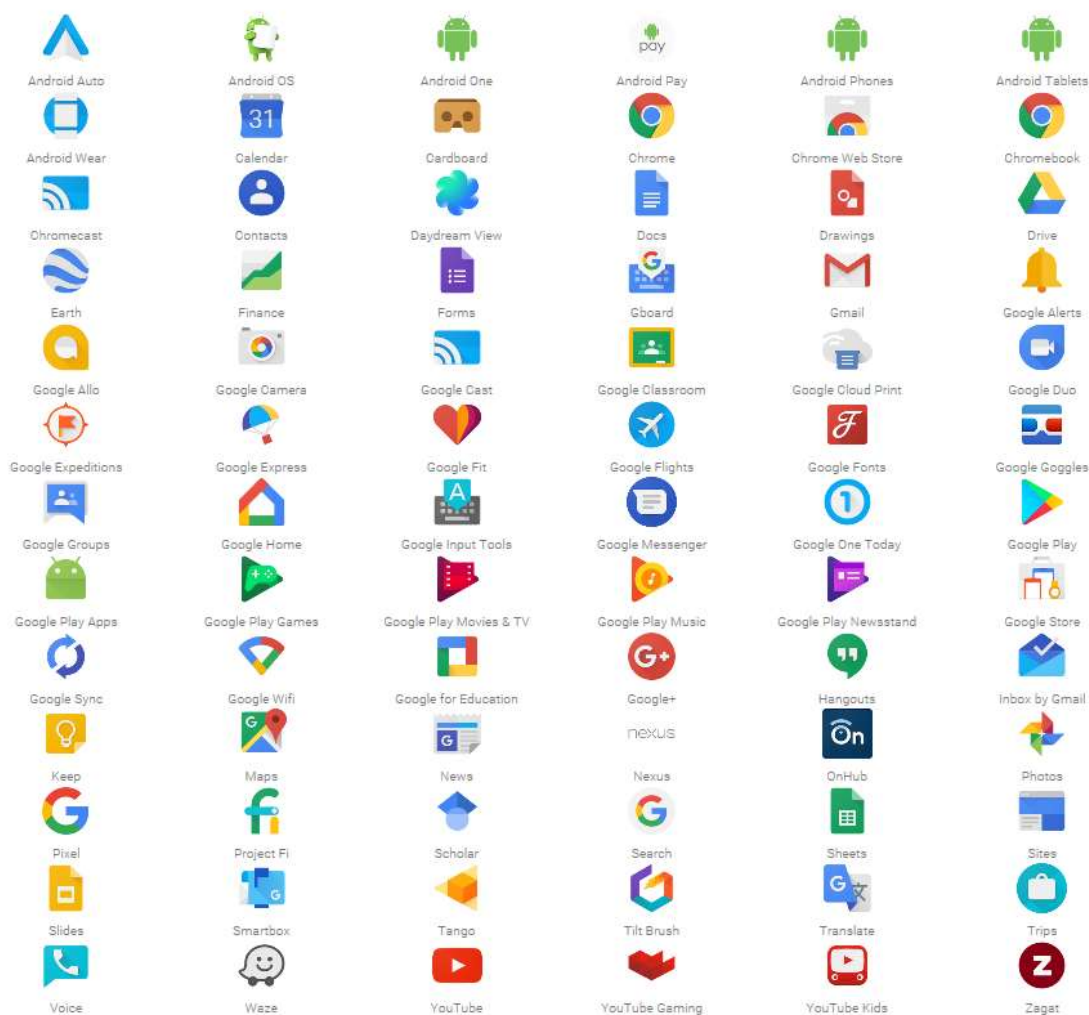 pay
Android Auto Android OS Android One Android Pay Android Phones Android Tablets
31
Android Wear Calendar Cardboard Chrome Chrome Web Store Chromebook
Chromecast Contacts Daydream View Docs Drawings Drive
G
Earth Finance Forms Gboard Gmail Google Alerts
Google Allo Google Camera Google Cast Google Classroom Google Cloud Print Google Duo
F
Google Expeditions Google Express Google Fit Google Flights Google Fonts Google Goggles
A 1
Google Groups Google Home Google Input Tools Google Messenger Google One Today Google Play
Google Play Apps Google Play Games Google Play Movies & TV Google Play Music Google Play Newsstand Google Store
G+
Google Sync Google Wifi Google for Education Google+ Hangouts Inbox by Gmail
G G nexus On
Keep Maps News Nexus OnHub Photos
G fi G
Pixel Project Fi Scholar Search Sheets Sites
G G 文
Slides Smartbox Tango Tilt Brush Translate Trips
Z
Voice Waze YouTube YouTube Gaming YouTube Kids Zagat